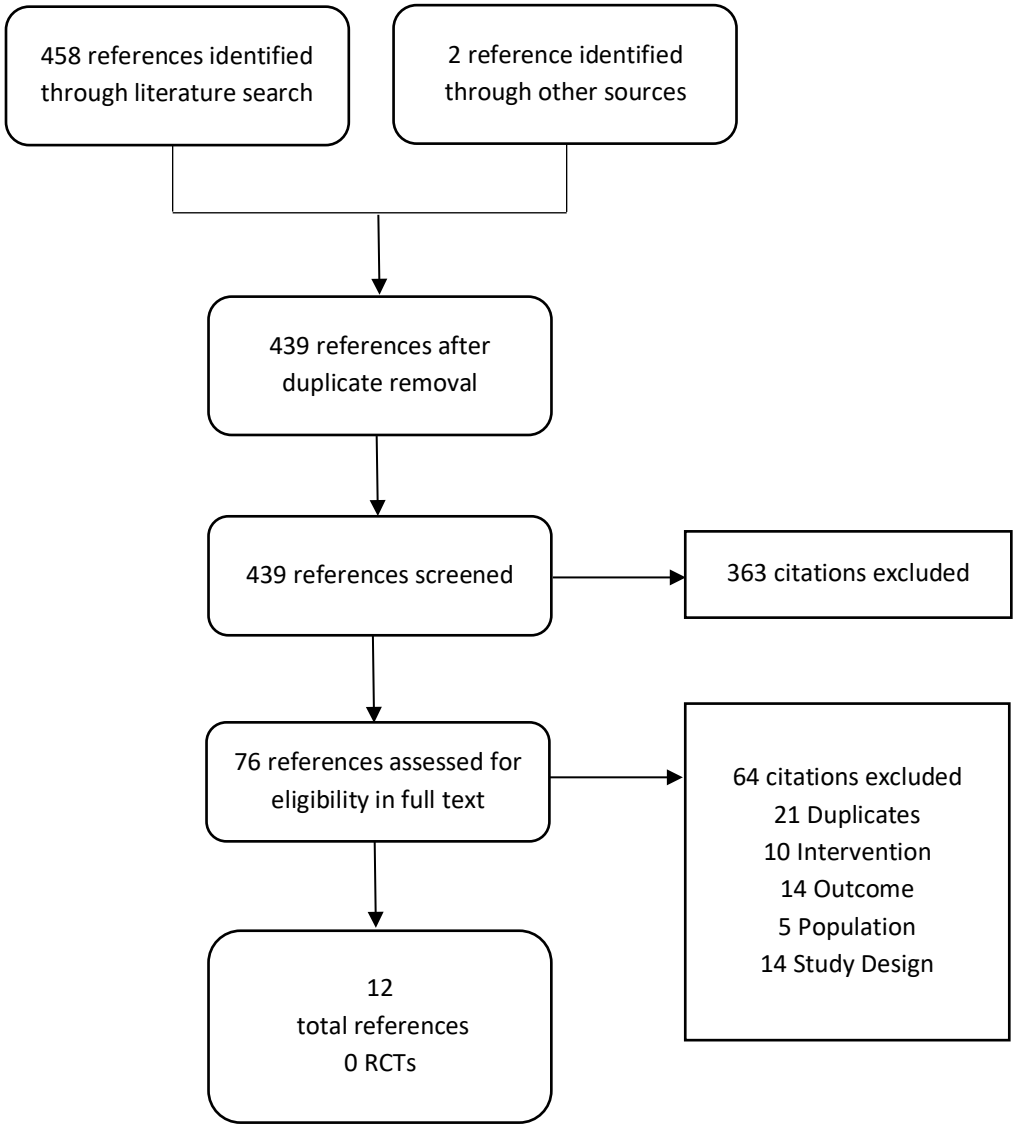 458 references identified
through literature search
2 reference identified
through other sources
439 references after
duplicate removal
439 references screened
363 citations excluded
76 references assessed for
eligibility in full text
64 citations excluded
21 Duplicates
10 Intervention
14 Outcome
5 Population
14 Study Design
12
total references
0 RCTs